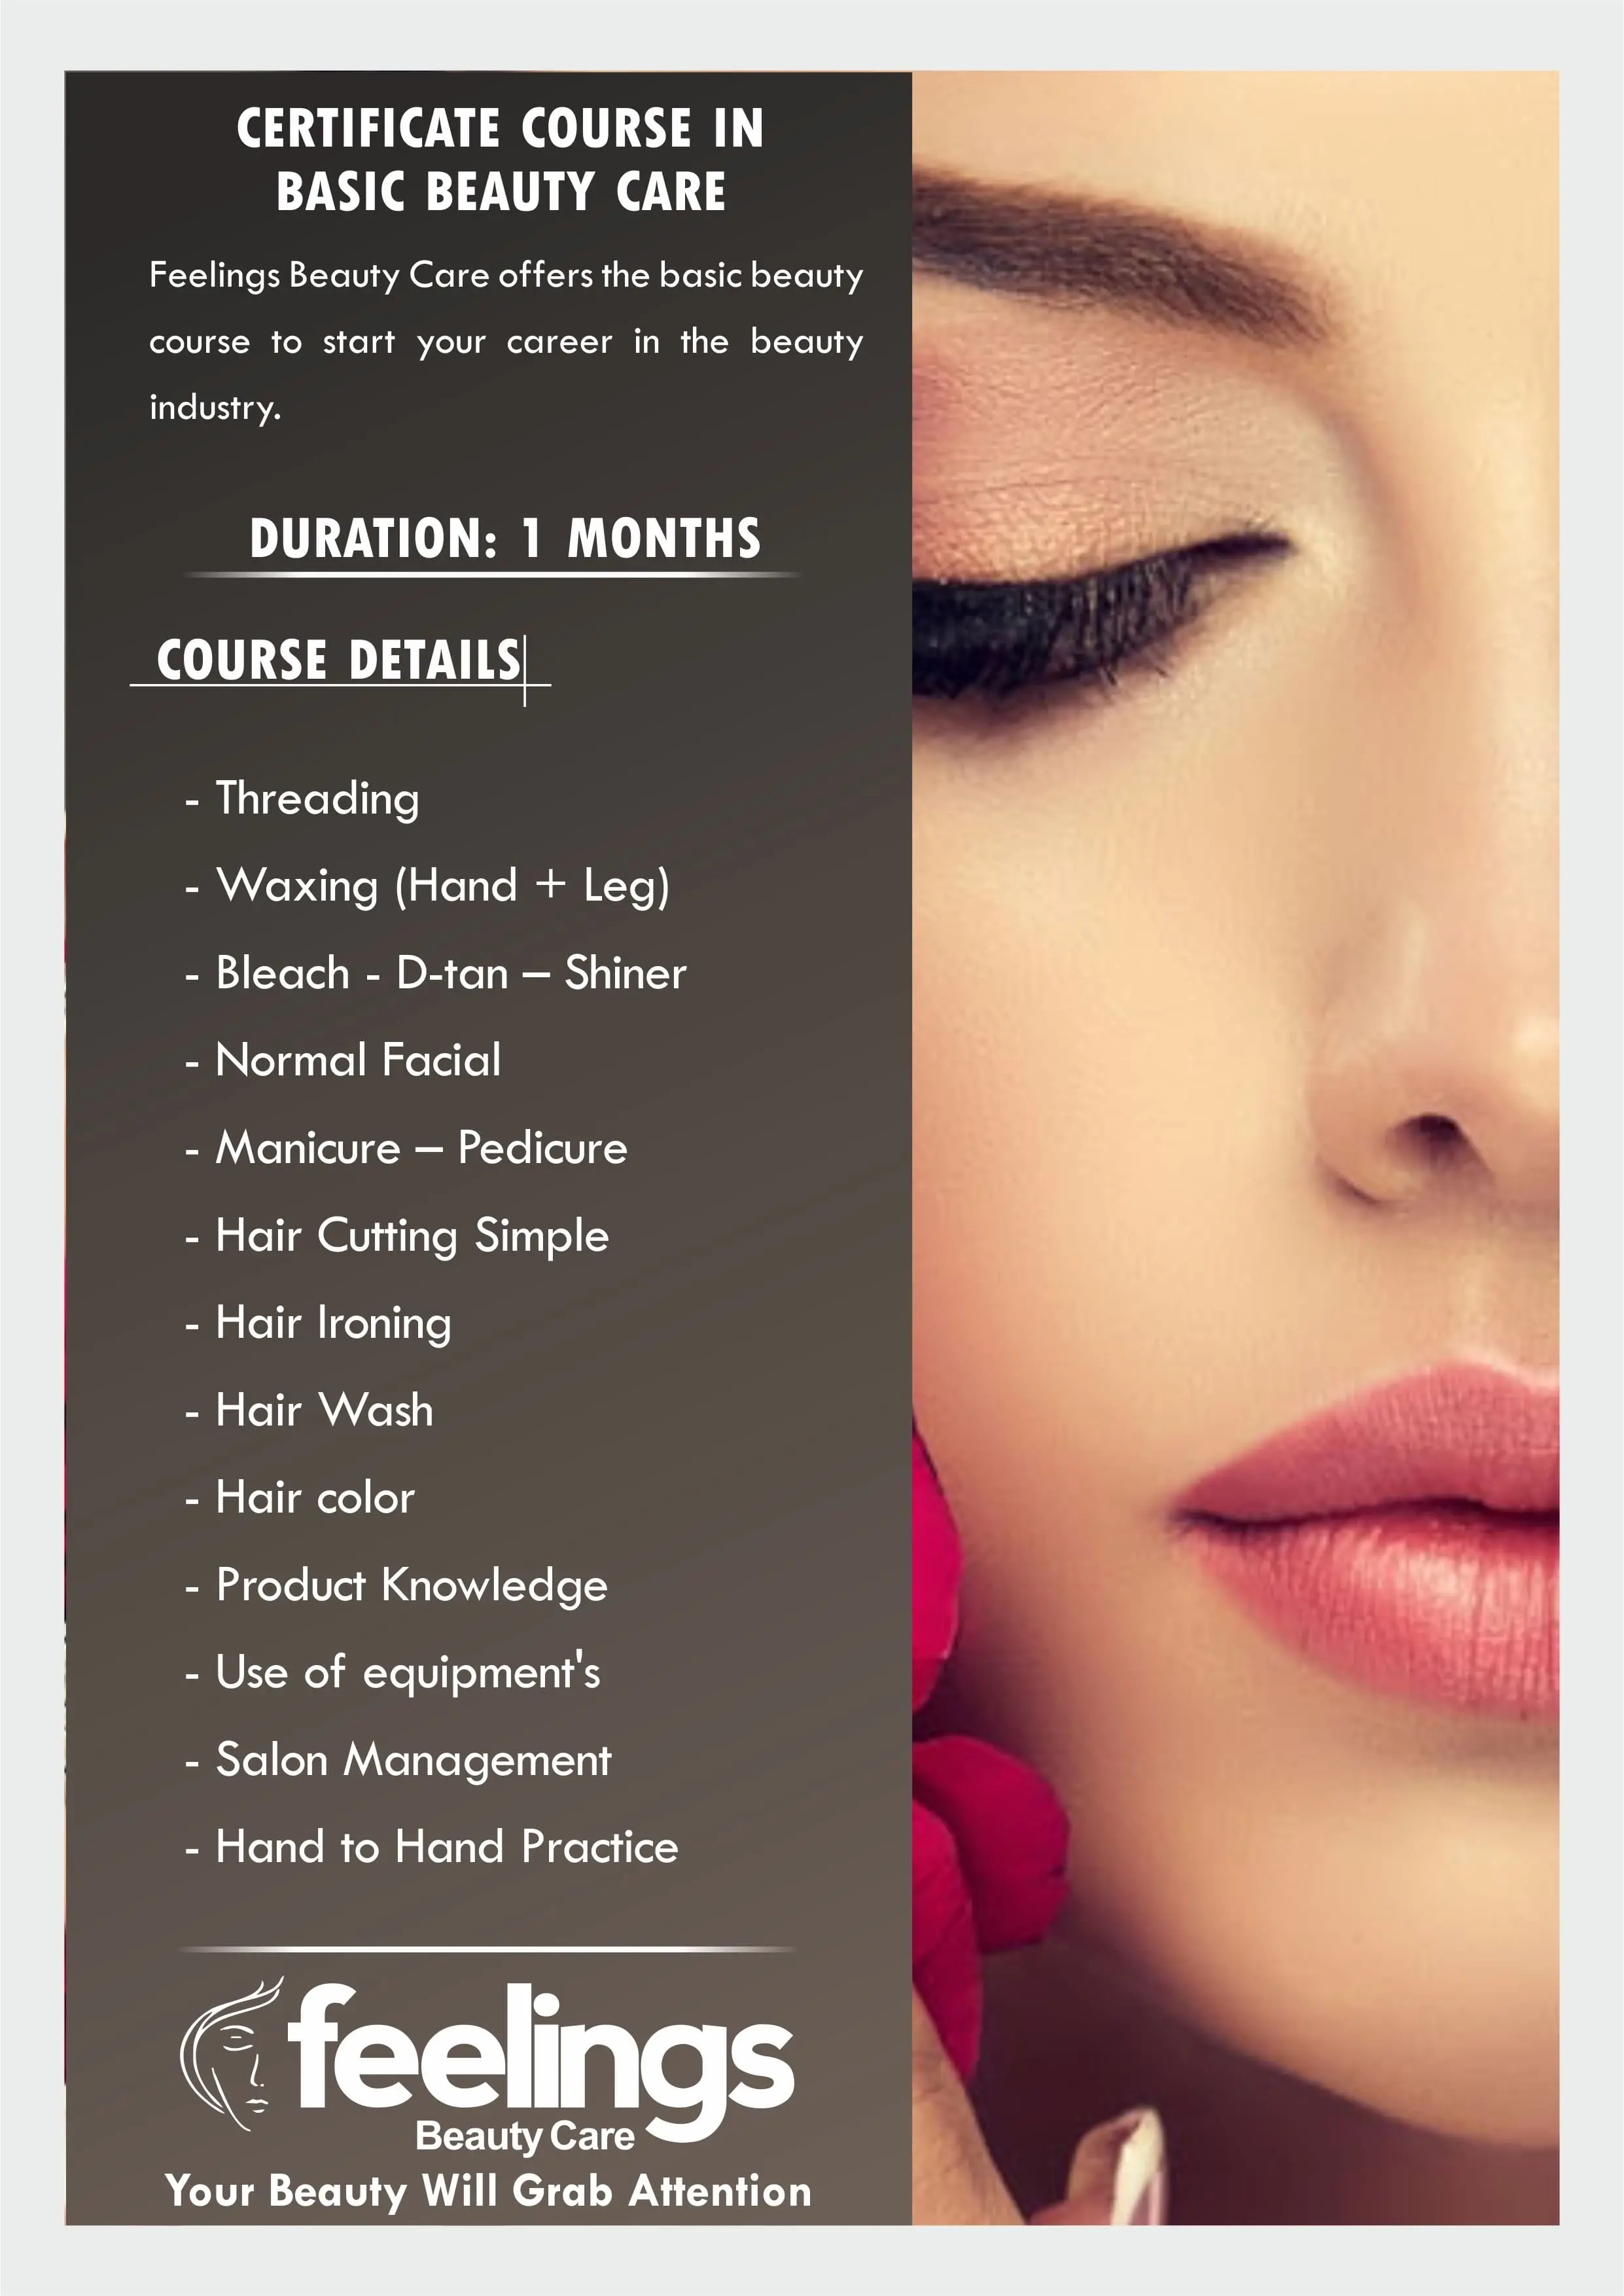 CERTIFICATE COURSE IN
BASIC BEAUTY CARE
Feelings Beauty Care offers the basic beauty
course to start your career in the beauty
industry.
DURATION: 1 MONTHS
COURSE DETAILS
- Threading
- Waxing (Hand + Leg)
- Bleach - D-tan – Shiner
- Normal Facial
- Manicure – Pedicure
- Hair Cutting Simple
- Hair Ironing
- Hair Wash
- Hair color
- Product Knowledge
- Use of equipment's
- Salon Management
- Hand to Hand Practice
feelings
Beauty Care
Your Beauty Will Grab Attention